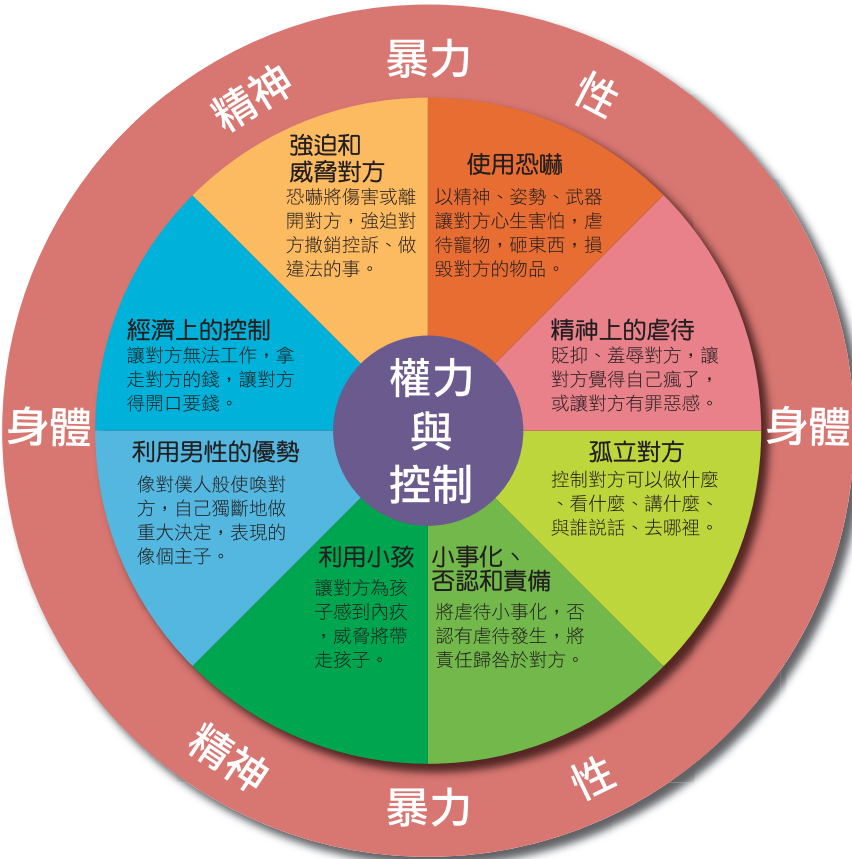 精神
暴力
性
強迫和
威脅對方
恐嚇將傷害或離
開對方，強迫對
方撒銷控訴、做
違法的事。
使用恐嚇
以精神、姿勢、武器
讓對方心生害怕，虐
待寵物，砸東西，損
毀對方的物品。
經濟上的控制
讓對方無法工作，拿
走對方的錢，讓對方
得開口要錢。
精神上的虐待
貶抑、羞辱對方，讓
對方覺得自己瘋了，
或讓對方有罪惡感。
身體
權力
與
控制
身體
利用男性的優勢
像對僕人般使喚對
方，自己獨斷地做
重大決定，表現的
像個主子。
孤立對方
控制對方可以做什麼
、看什麼、講什麼、
與誰説話、去哪裡。
利用小孩
讓對方為孩
子感到內疚
，威脅將帶
走孩子。
小事化、
否認和責備
將虐待小事化，否
認有虐待發生，將
責任歸咎於對方。
精神
暴力
性